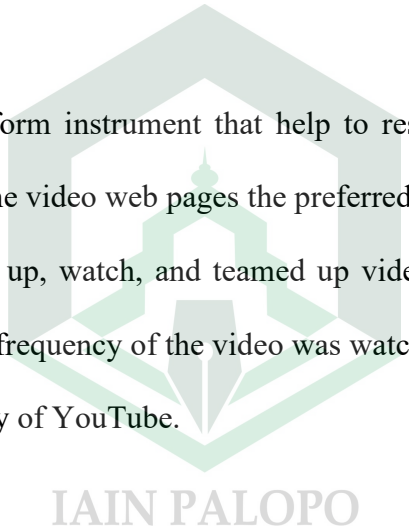 form instrument that help to res
he video web pages the preferred
up, watch, and teamed up vide
frequency of the video was watc
y of YouTube.
IAIN PALOPO